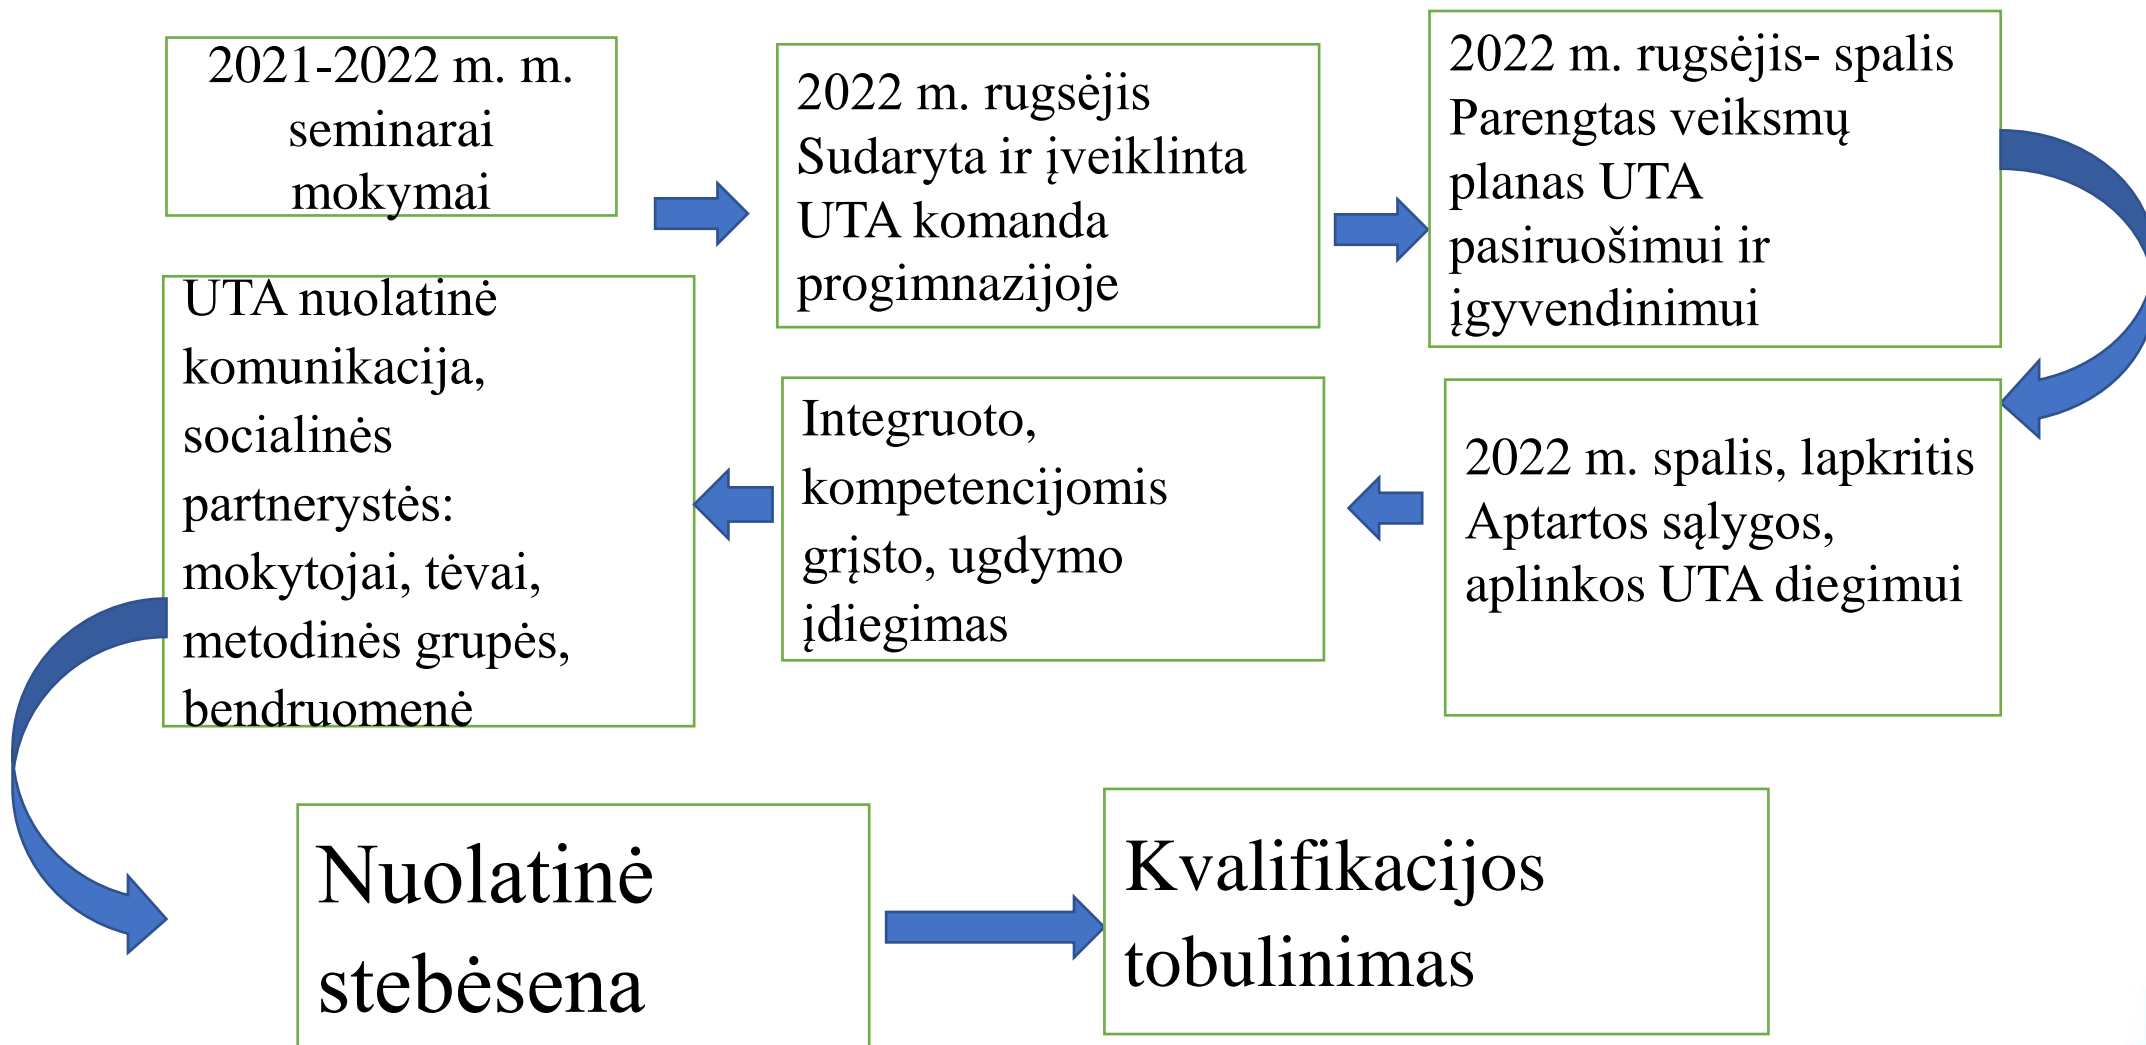 2021-2022 m. m.
seminarai
mokymai
2022 m. rugsėjis
Sudaryta ir įveiklinta
UTA komanda
progimnazijoje
2022 m. rugsėjis- spalis
Parengtas veiksmų
planas UTA
pasiruošimui ir
įgyvendinimui
2022 m. spalis, lapkritis
Aptartos sąlygos,
aplinkos UTA diegimui
Integruoto,
kompetencijomis
grįsto, ugdymo
įdiegimas
UTA nuolatinė
komunikacija,
socialinės
partnerystės:
mokytojai, tėvai,
metodinės grupės,
bendruomenė
Nuolatinė
stebėsena
Kvalifikacijos
tobulinimas